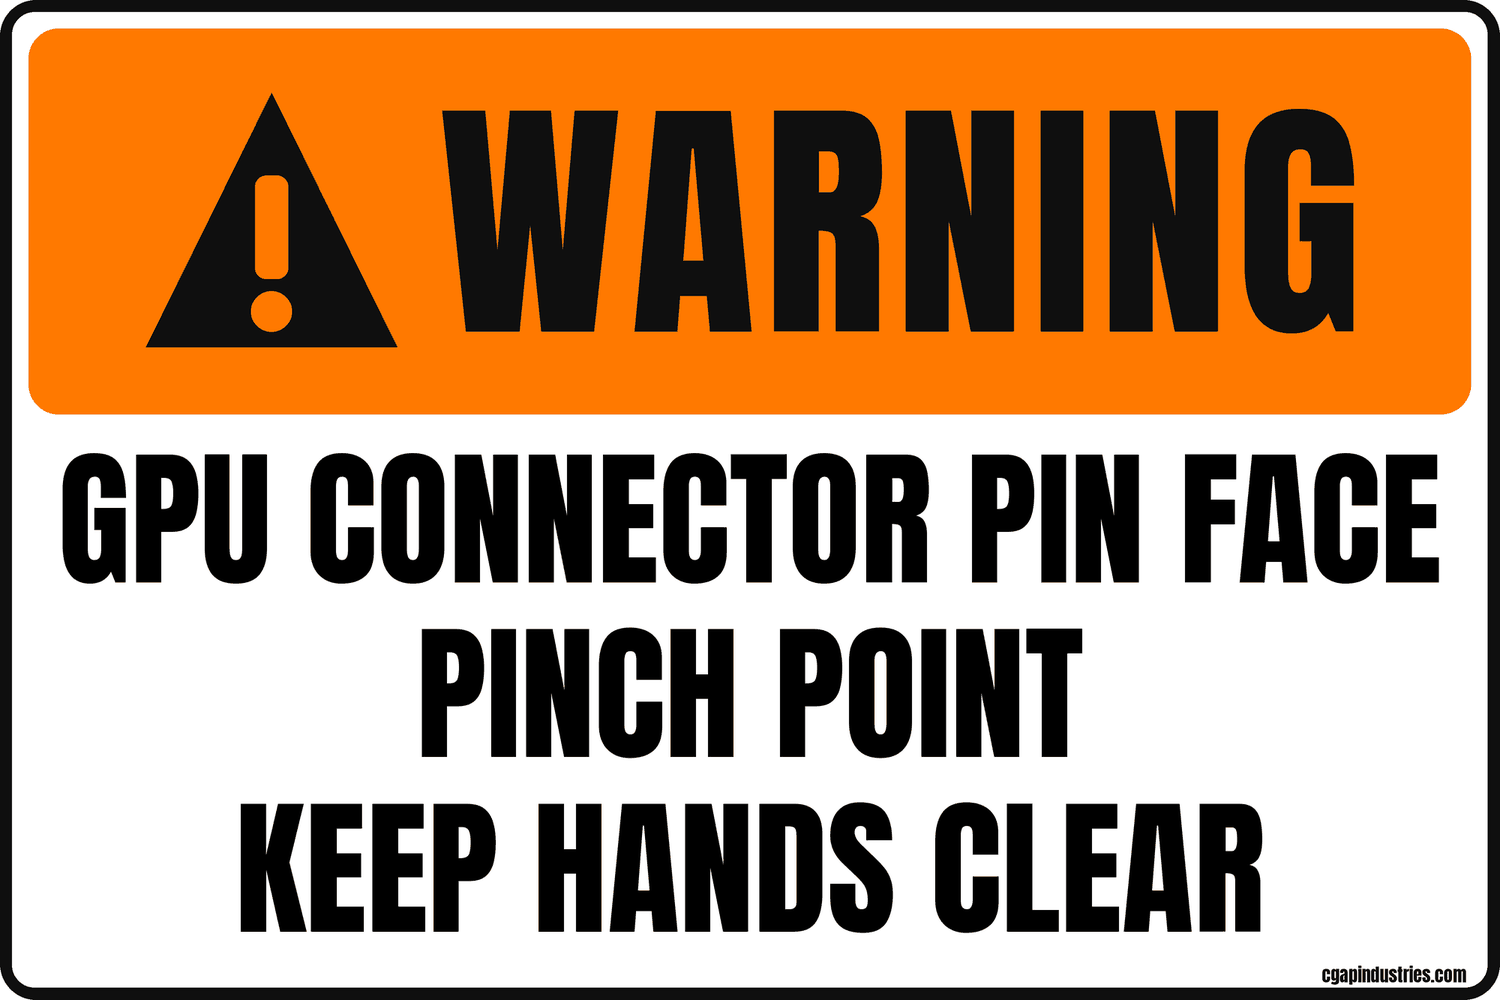 WARNING
GPU CONNECTOR PIN FACE
PINCH POINT
KEEP HANDS CLEAR
cgapindustries.com